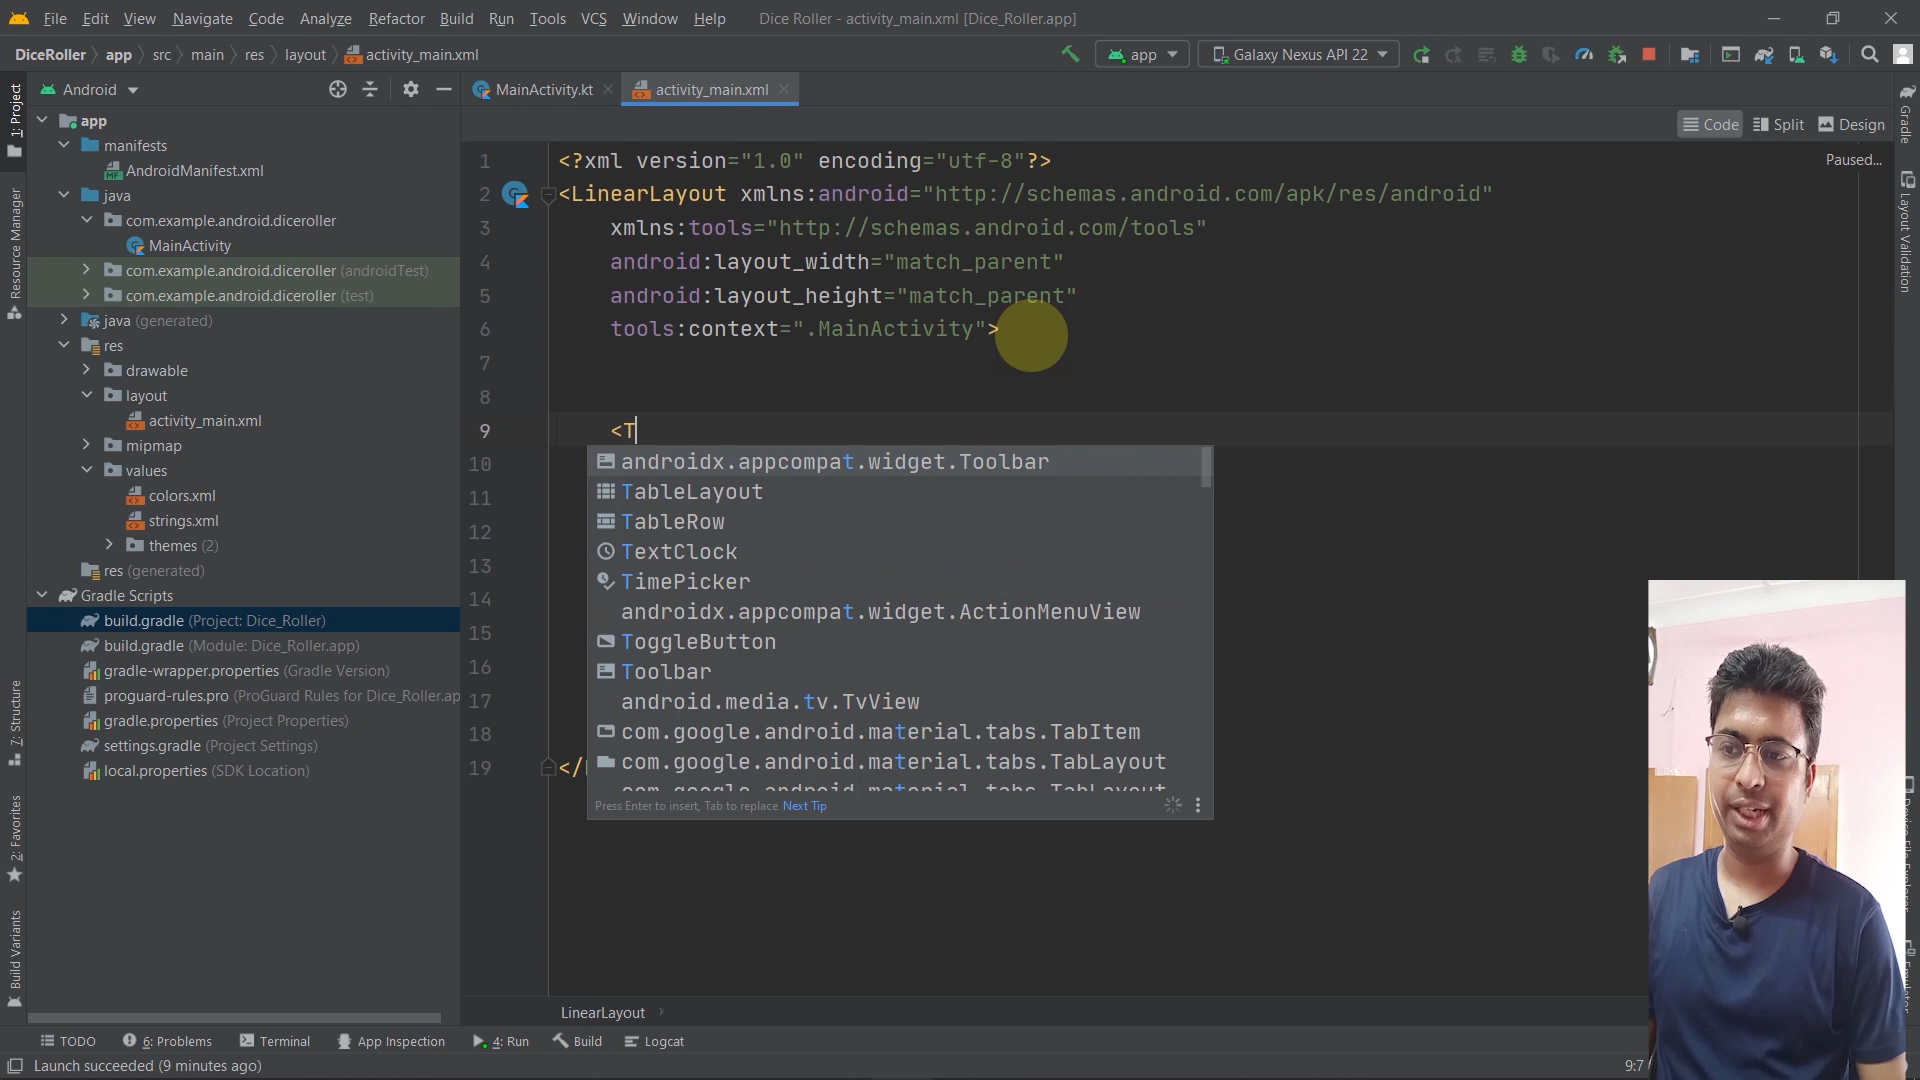 File Edit View Navigate Code Analyze Refactor Build Run Tools VCS Window Help Dice Roller - activity_main.xml [Dice_Roller.app]
DiceRoller app src main res layout activity_main.xml
app Galaxy Nexus API 22
Android
MainActivity.kt activity_main.xml
Code Split Design
Paused...
1: Project
Resource Manager
7: Structure
2: Favorites
Build Variants
app
manifests
AndroidManifest.xml
java
com.example.android.diceroller
MainActivity
com.example.android.diceroller (androidTest)
com.example.android.diceroller (test)
java (generated)
res
drawable
layout
activity_main.xml
mipmap
values
colors.xml
strings.xml
themes (2)
res (generated)
Gradle Scripts
build.gradle (Project: Dice_Roller)
build.gradle (Module: Dice_Roller.app)
gradle-wrapper.properties (Gradle Version)
proguard-rules.pro (ProGuard Rules for Dice_Roller.ap
gradle.properties (Project Properties)
settings.gradle (Project Settings)
local.properties (SDK Location)
1 <?xml version="1.0" encoding="utf-8"?>
2 <LinearLayout xmlns:android="http://schemas.android.com/apk/res/android"
3 xmlns:tools="http://schemas.android.com/tools"
4 android:layout_width="match_parent"
5 android:layout_height="match_parent"
6 tools:context=".MainActivity">
7
8
9 <T
10
11
12
13
14
15
16
17
18
19 </
androidx.appcompat.widget.Toolbar
TableLayout
TableRow
TextClock
TimePicker
androidx.appcompat.widget.ActionMenuView
ToggleButton
Toolbar
android.media.tv.TvView
com.google.android.material.tabs.TabItem
com.google.android.material.tabs.TabLayout
Press Enter to insert, Tab to replace Next Tip
Gradle
Layout Validation
LinearLayout
TODO 6: Problems Terminal App Inspection 4: Run Build Logcat
Launch succeeded (9 minutes ago)
9:7